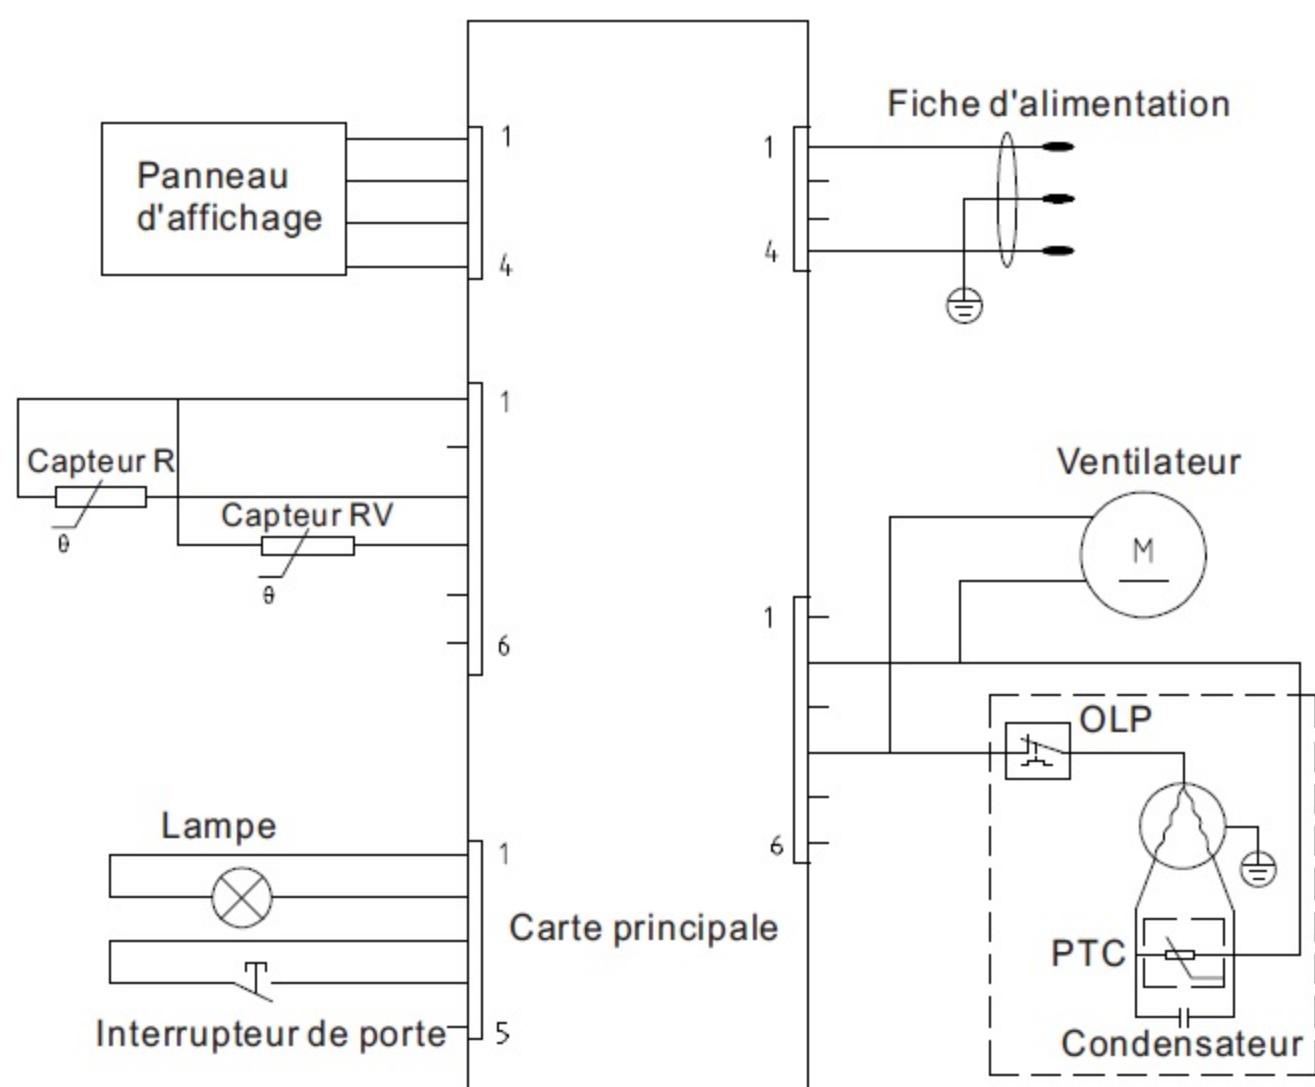 Fiche d'alimentation
1
Panneau
d'affichage
4
1
4
1
Capteur R
θ
Capteur RV
θ
6
Ventilateur
M
1
6
OLP
Lampe
1
Carte principale
PTC
Interrupteur de porte
5
Condensateur